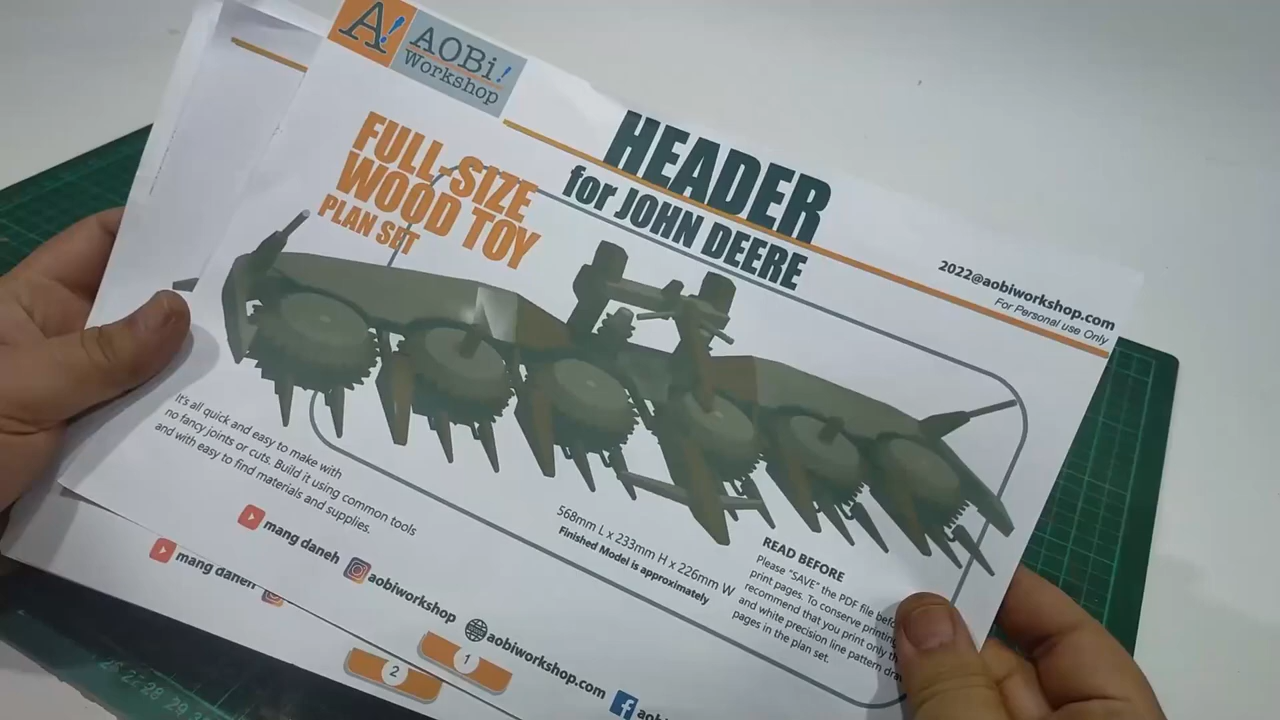 A!
AOBi!
Workshop
HEADER
for JOHN DEERE
FULL-SIZE
WOOD TOY
PLAN SET
2022@aobiworkshop.com
For Personal use Only
It's all quick and easy to make with
no fancy joints or cuts. Build it using common tools
and with easy to find materials and supplies.
568mm L x 233mm H x 226mm W
Finished Model is approximately
READ BEFORE
Please "SAVE" the PDF file
print pages. To conserve
recommend that you print only
and white precision line pattern
pages in the plan set.
mang daneh
aobiworkshop
aobiworkshop.com
1
mang daneh
2
28 29